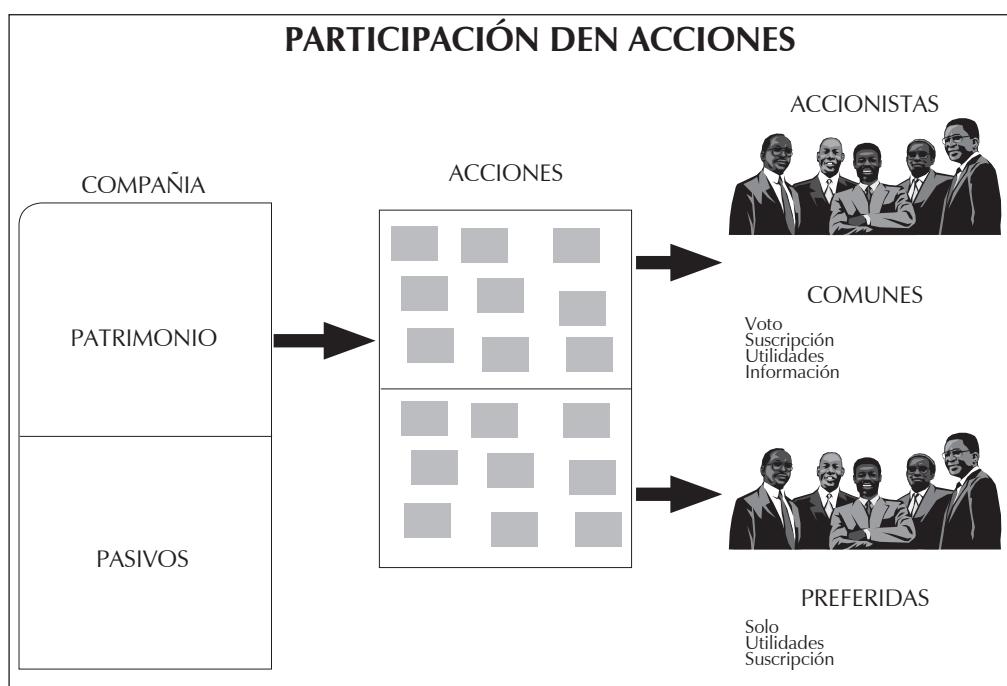 PARTICIPACIÓN DEN ACCIONES
COMPAÑIA
PATRIMONIO
PASIVOS
ACCIONES
ACCIONISTAS
COMUNES
Voto
Suscripción
Utilidades
Información
PREFERIDAS
Solo
Utilidades
Suscripción